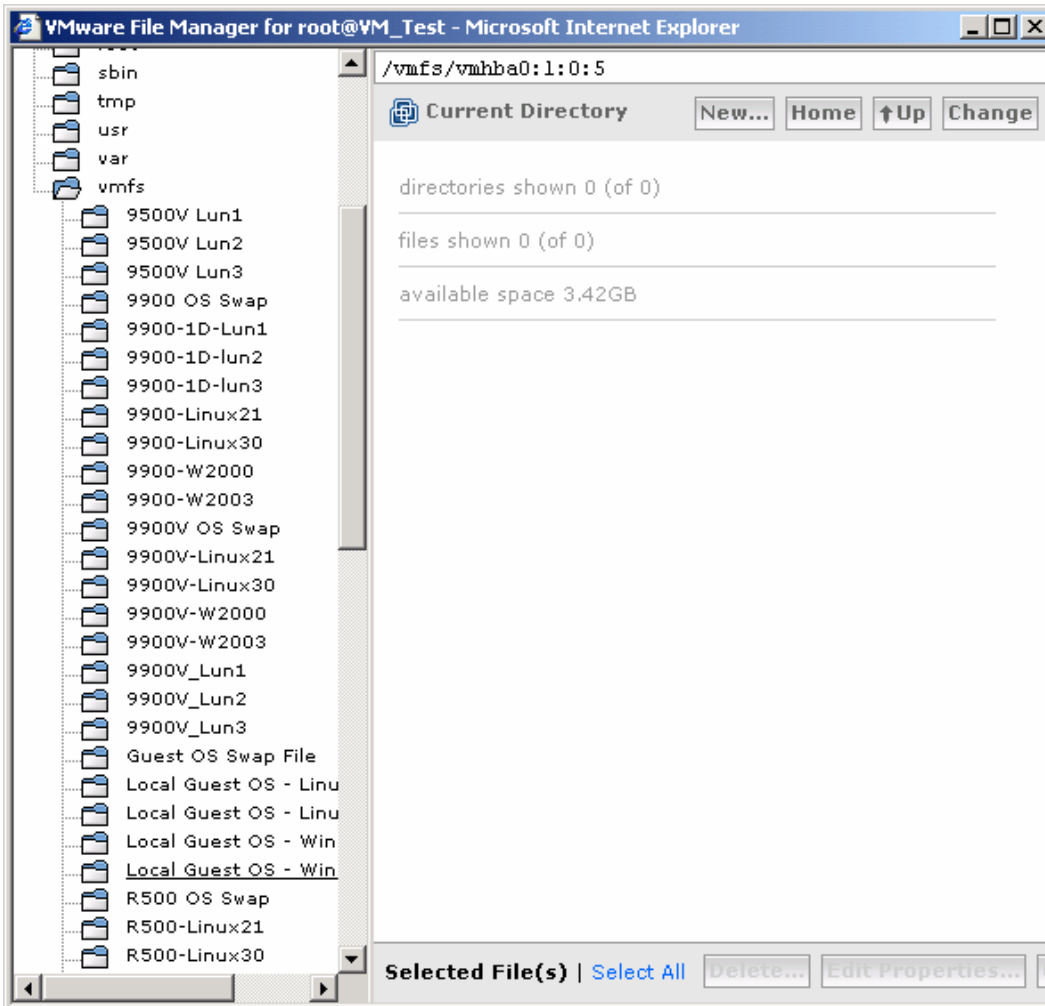 VMware File Manager for root@VM_Test - Microsoft Internet Explorer
sbin
tmp
usr
var
vmfs
9500V Lun1
9500V Lun2
9500V Lun3
9900 OS Swap
9900-1D-Lun1
9900-1D-lun2
9900-1D-lun3
9900-Linux21
9900-Linux30
9900-W2000
9900-W2003
9900V OS Swap
9900V-Linux21
9900V-Linux30
9900V-W2000
9900V-W2003
9900V_Lun1
9900V_Lun2
9900V_Lun3
Guest OS Swap File
Local Guest OS - Linu
Local Guest OS - Linu
Local Guest OS - Win
Local Guest OS - Win
R500 OS Swap
R500-Linux21
R500-Linux30
/vmfs/vmhba0:1:0:5
Current Directory New... Home Up Change
directories shown 0 (of 0)
files shown 0 (of 0)
available space 3.42GB
Selected File(s) | Select All Delete... Edit Properties...